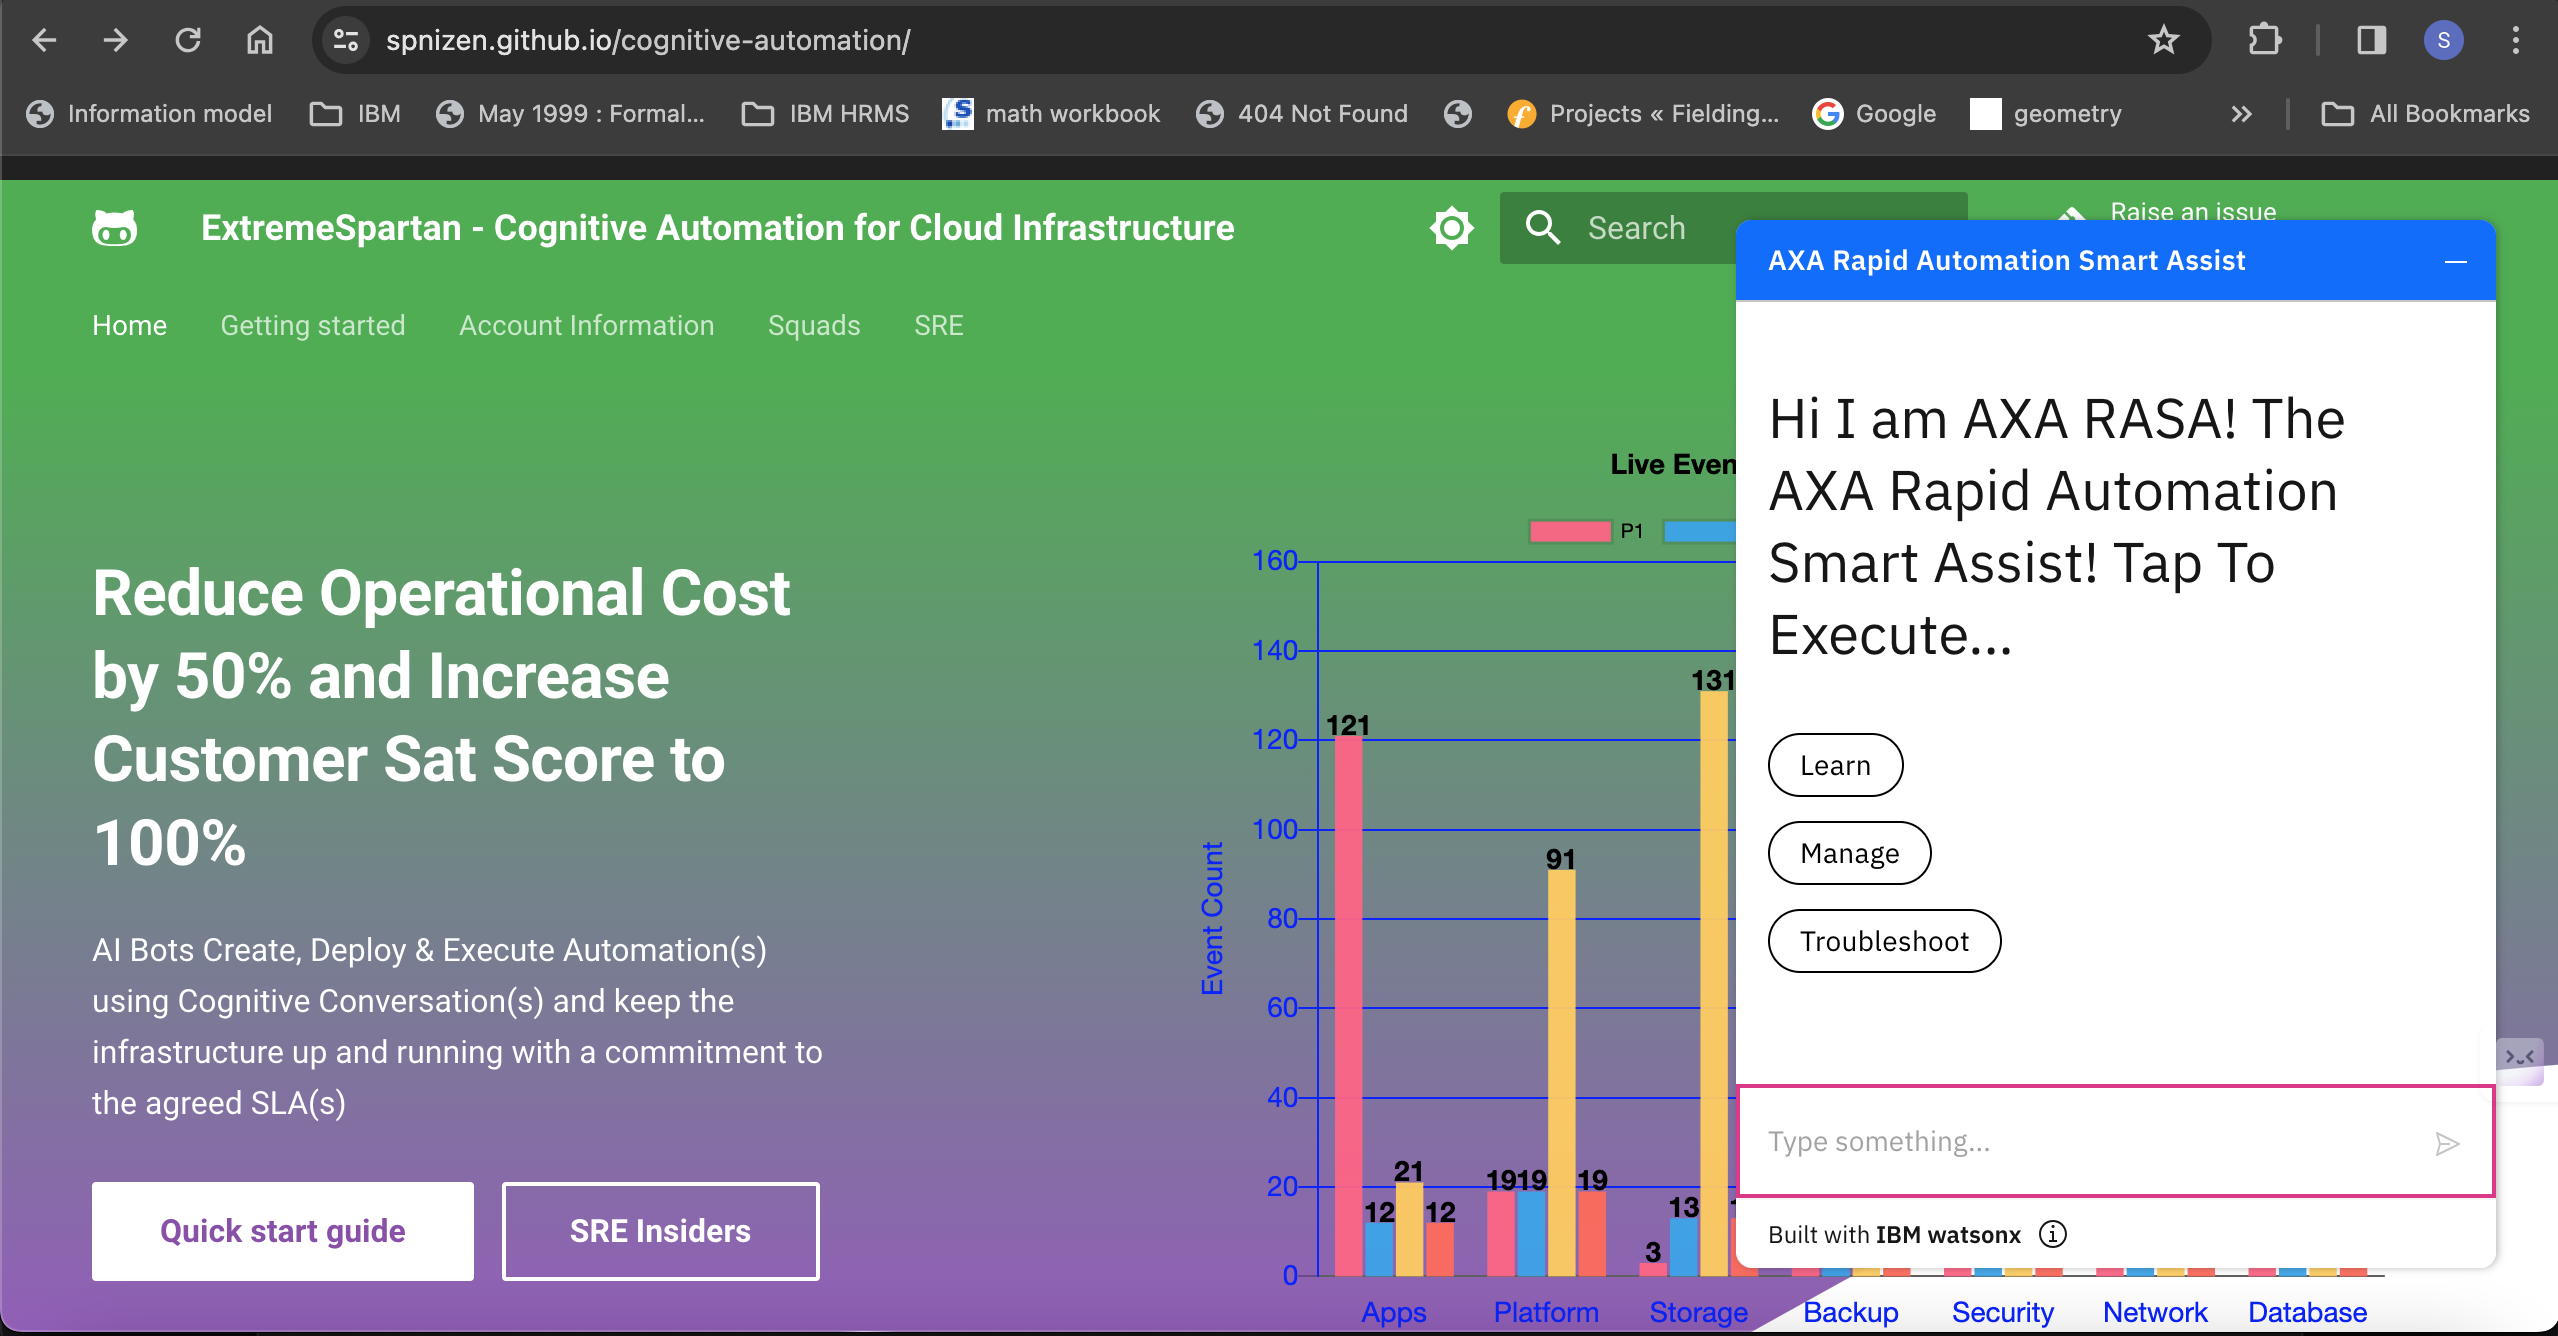 spnizen.github.io/cognitive-automation/
S
Information model
IBM
May 1999 : Formal...
IBM HRMS
math workbook
404 Not Found
Projects « Fielding...
Google
geometry
All Bookmarks
ExtremeSpartan - Cognitive Automation for Cloud Infrastructure
Search
Raise an issue
Home
Getting started
Account Information
Squads
SRE
Reduce Operational Cost
by 50% and Increase
Customer Sat Score to
100%
AI Bots Create, Deploy & Execute Automation(s)
using Cognitive Conversation(s) and keep the
infrastructure up and running with a commitment to
the agreed SLA(s)
Quick start guide
SRE Insiders
Live Even
P1
Event Count
160
140
120
100
80
60
40
20
0
121
12
21
12
19
19
91
19
3
13
131
Apps
Platform
Storage
Backup
Security
Network
Database
AXA Rapid Automation Smart Assist
Hi I am AXA RASA! The
AXA Rapid Automation
Smart Assist! Tap To
Execute...
Learn
Manage
Troubleshoot
Type something...
Built with IBM watsonx